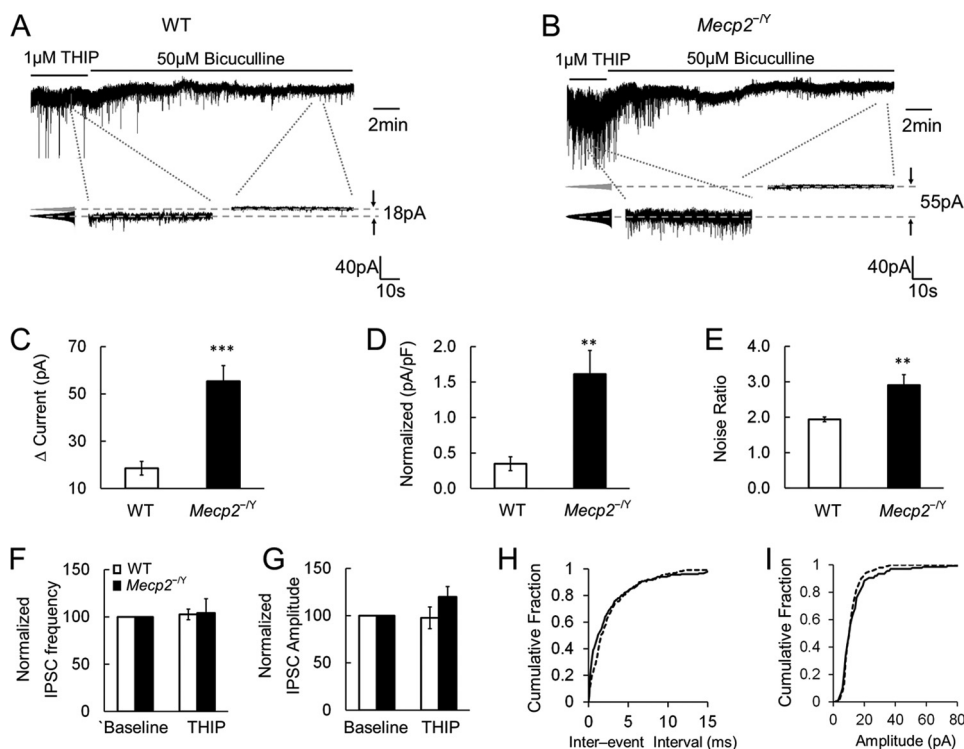 A
WT
1µM THIP
50µM Bicuculline
2min
18pA
40pA
10s
B
Mecp2⁻/ʸ
1µM THIP
50µM Bicuculline
2min
55pA
40pA
10s
C
Δ Current (pA)
70
50
30
10
***
WT
Mecp2⁻/ʸ
D
Normalized (pA/pF)
2.0
1.5
1.0
0.5
0.0
**
WT
Mecp2⁻/ʸ
E
Noise Ratio
4.0
3.0
2.0
1.0
0.0
**
WT
Mecp2⁻/ʸ
F
Normalized
IPSC frequency
150
100
50
0
WT
Mecp2⁻/ʸ
`Baseline
THIP
G
Normalized
IPSC Amplitude
150
100
50
0
Baseline
THIP
H
Cumulative Fraction
1
0.8
0.6
0.4
0.2
0
0
5
10
15
Inter–event Interval (ms)
I
Cumulative Fraction
1
0.8
0.6
0.4
0.2
0
0
20
40
60
80
Amplitude (pA)